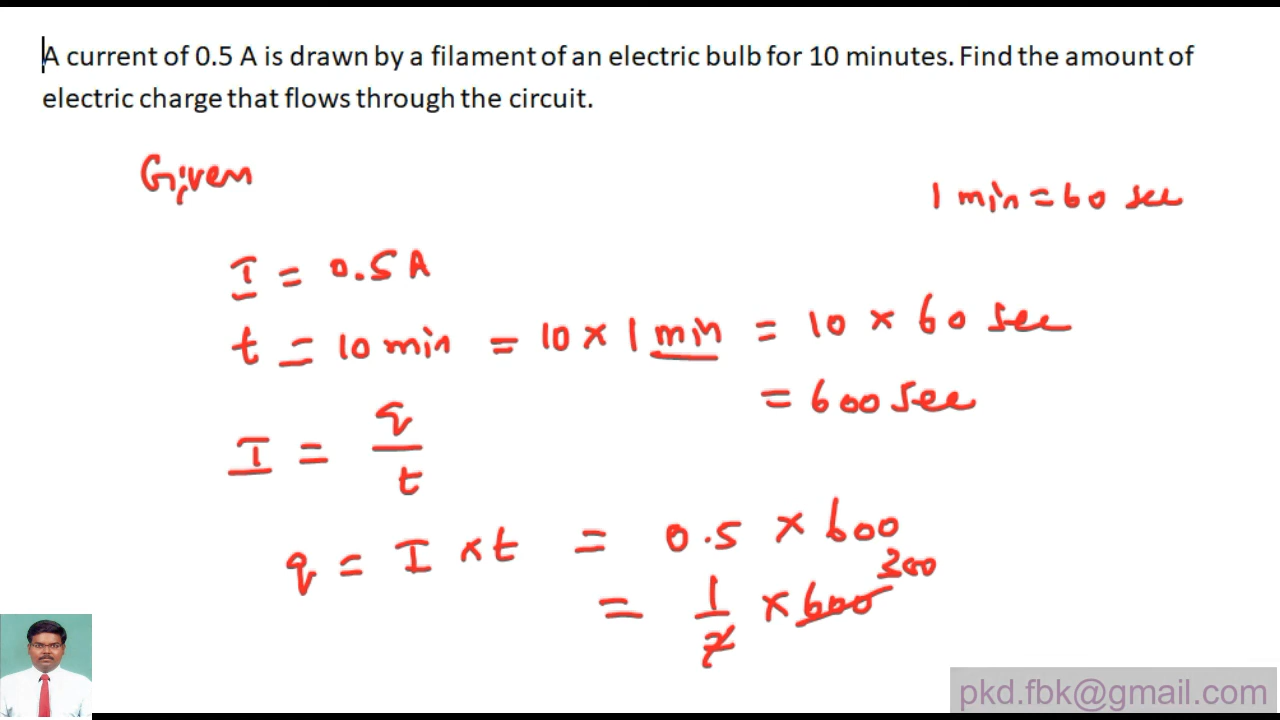 A current of 0.5 A is drawn by a filament of an electric bulb for 10 minutes. Find the amount of
electric charge that flows through the circuit.
Given
1 min = 60 sec
I = 0.5 A
t = 10 min = 10 × 1 min = 10 × 60 sec
= 600 sec
I = q/t
q = I × t = 0.5 × 600
= 1/2 × 600 300
pkd.fbk@gmail.com